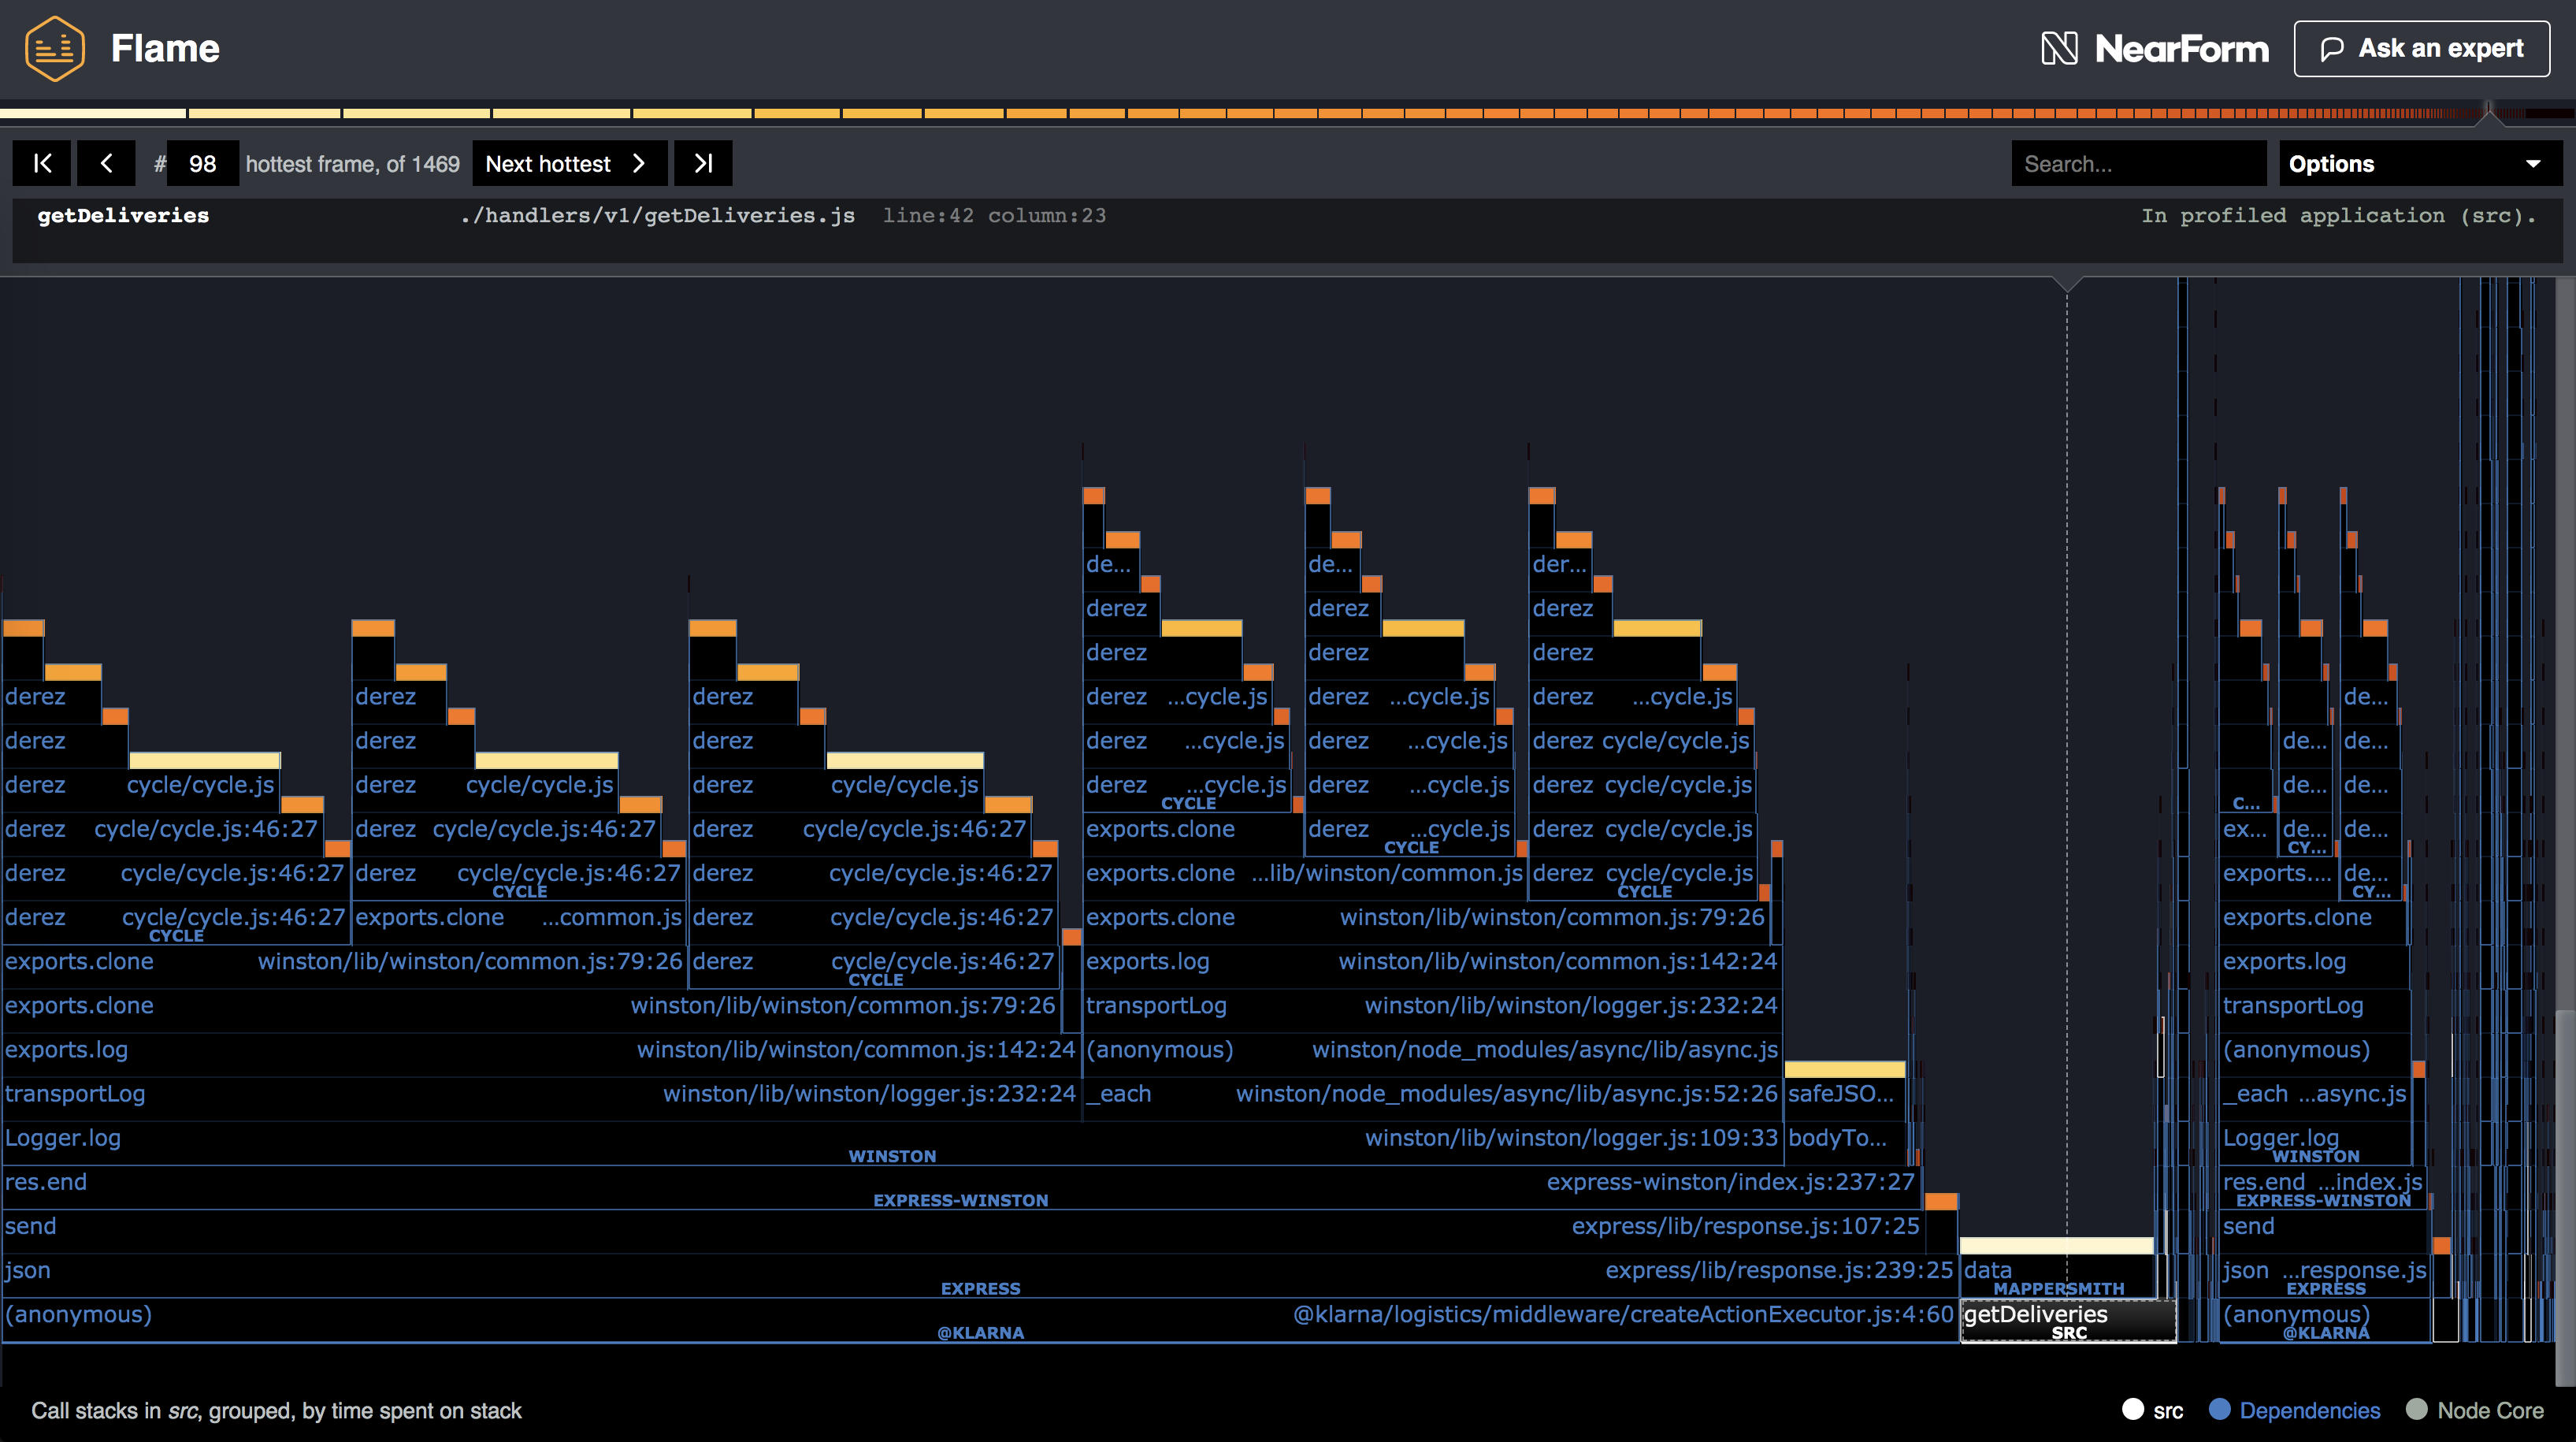 Flame
NearForm
Ask an expert
# 98 hottest frame, of 1469 Next hottest
Search...
Options
getDeliveries ./handlers/v1/getDeliveries.js line:42 column:23 In profiled application (src).
de... de... der...
derez derez derez
derez derez derez
derez derez derez derez ...cycle.js derez ...cycle.js derez ...cycle.js de...
derez derez derez derez ...cycle.js derez ...cycle.js derez cycle/cycle.js de... de...
derez cycle/cycle.js derez cycle/cycle.js derez cycle/cycle.js derez ...cycle.js derez ...cycle.js derez cycle/cycle.js de... de...
CYCLE C...
derez cycle/cycle.js:46:27 derez cycle/cycle.js:46:27 derez cycle/cycle.js:46:27 exports.clone derez ...cycle.js derez cycle/cycle.js ex... de... de...
CYCLE CY...
derez cycle/cycle.js:46:27 derez cycle/cycle.js:46:27 derez cycle/cycle.js:46:27 exports.clone ...lib/winston/common.js derez cycle/cycle.js exports.... de...
CYCLE CYCLE CY...
derez cycle/cycle.js:46:27 exports.clone ...common.js derez cycle/cycle.js:46:27 exports.clone winston/lib/winston/common.js:79:26 exports.clone
CYCLE
exports.clone winston/lib/winston/common.js:79:26 derez cycle/cycle.js:46:27 exports.log winston/lib/winston/common.js:142:24 exports.log
CYCLE
exports.clone winston/lib/winston/common.js:79:26 transportLog winston/lib/winston/logger.js:232:24 transportLog
exports.log winston/lib/winston/common.js:142:24 (anonymous) winston/node_modules/async/lib/async.js (anonymous)
transportLog winston/lib/winston/logger.js:232:24 _each winston/node_modules/async/lib/async.js:52:26 safeJSO... _each ...async.js
Logger.log winston/lib/winston/logger.js:109:33 bodyTo... Logger.log
WINSTON WINSTON
res.end express-winston/index.js:237:27 res.end ...index.js
EXPRESS-WINSTON EXPRESS-WINSTON
send express/lib/response.js:107:25 send
json express/lib/response.js:239:25 data json ...response.js
EXPRESS MAPPERSMITH EXPRESS
(anonymous) @klarna/logistics/middleware/createActionExecutor.js:4:60 getDeliveries (anonymous)
@KLARNA SRC @KLARNA
Call stacks in src, grouped, by time spent on stack
src Dependencies Node Core